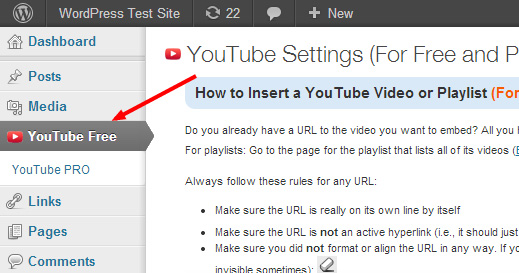 WordPress Test Site 22 New
Dashboard
Posts
Media
YouTube Free
YouTube PRO
Links
Pages
Comments
YouTube Settings (For Free and P
How to Insert a YouTube Video or Playlist (For
Do you already have a URL to the video you want to embed? All you
For playlists: Go to the page for the playlist that lists all of its videos (
Always follow these rules for any URL:
Make sure the URL is really on its own line by itself
Make sure the URL is not an active hyperlink (i.e., it should just
Make sure you did not format or align the URL in any way. If yo
invisible sometimes):